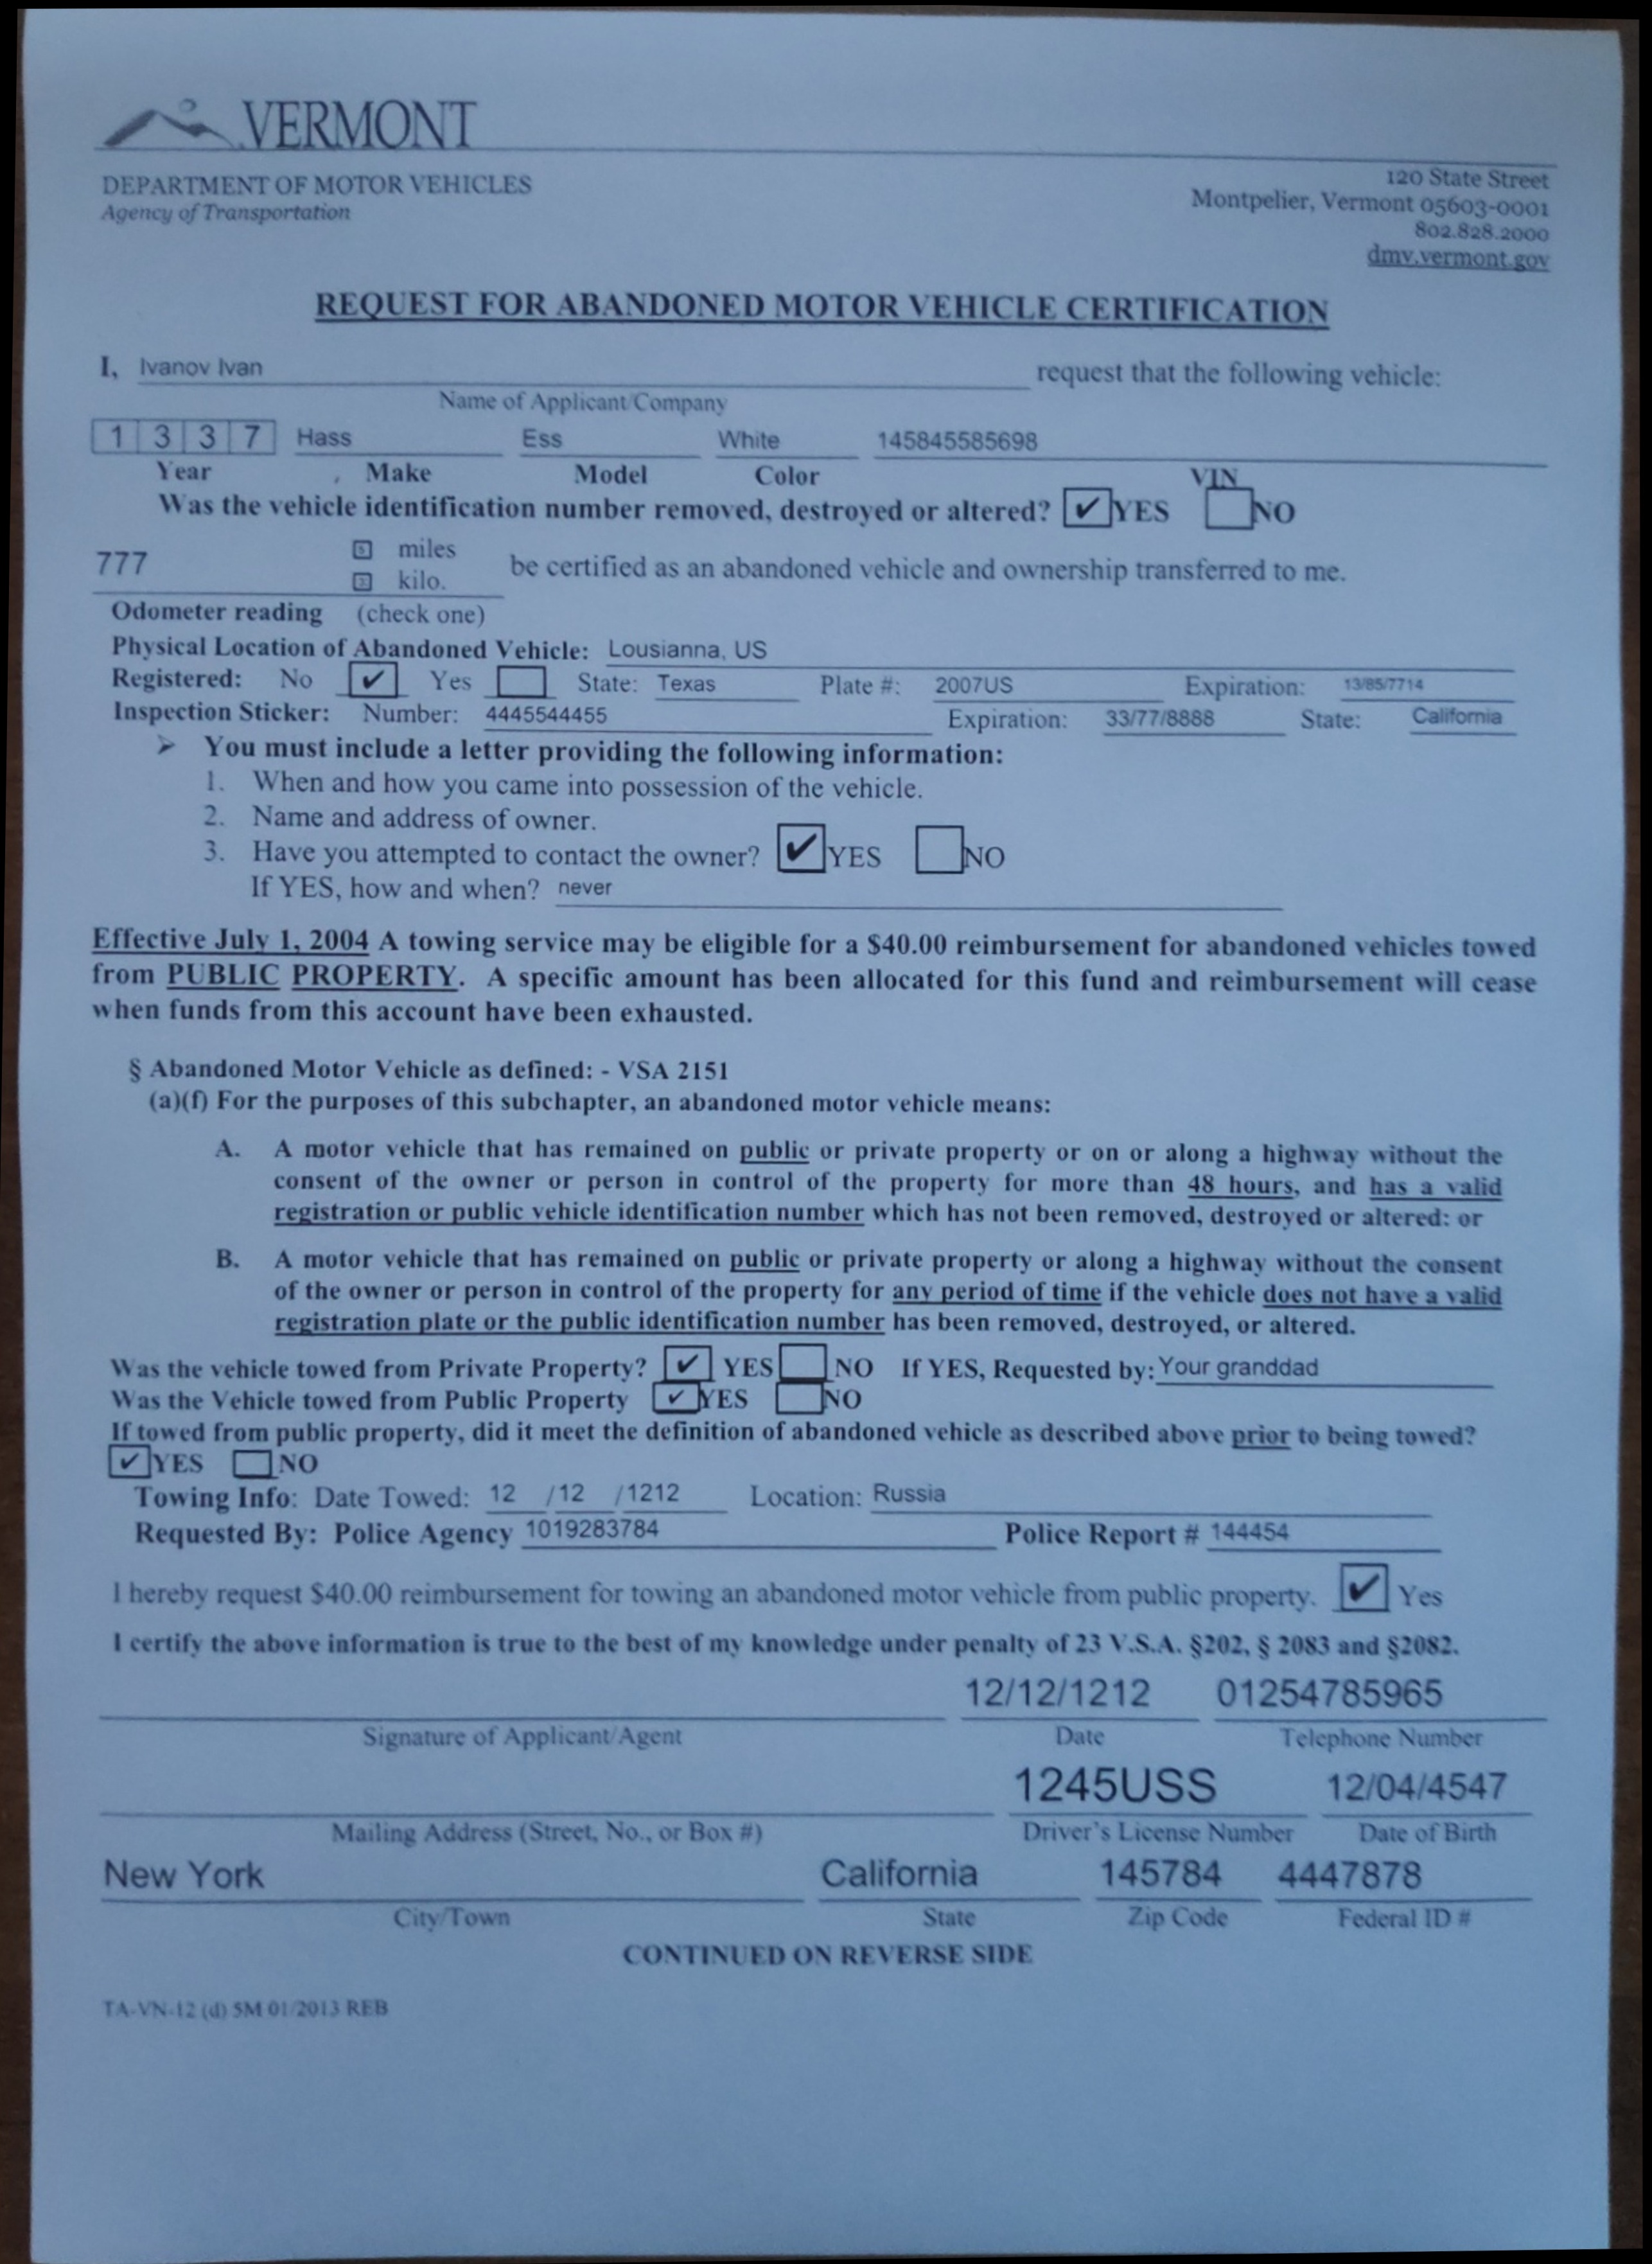 VERMONT
DEPARTMENT OF MOTOR VEHICLES
Agency of Transportation
120 State Street
Montpelier, Vermont 05603-0001
802.828.2000
dmv.vermont.gov
REQUEST FOR ABANDONED MOTOR VEHICLE CERTIFICATION
I, Ivanov Ivan request that the following vehicle:
Name of Applicant/Company
1 3 3 7 Hass Ess White 145845585698
Year Make Model Color VIN
Was the vehicle identification number removed, destroyed or altered? ✔ YES NO
777 miles
kilo. be certified as an abandoned vehicle and ownership transferred to me.
Odometer reading (check one)
Physical Location of Abandoned Vehicle: Lousianna, US
Registered: No ✔ Yes State: Texas Plate #: 2007US Expiration: 13/85/7714
Inspection Sticker: Number: 4445544455 Expiration: 33/77/8888 State: California
➢ You must include a letter providing the following information:
1. When and how you came into possession of the vehicle.
2. Name and address of owner.
3. Have you attempted to contact the owner? ✔ YES NO
If YES, how and when? never
Effective July 1, 2004 A towing service may be eligible for a $40.00 reimbursement for abandoned vehicles towed
from PUBLIC PROPERTY. A specific amount has been allocated for this fund and reimbursement will cease
when funds from this account have been exhausted.
§ Abandoned Motor Vehicle as defined: - VSA 2151
(a)(f) For the purposes of this subchapter, an abandoned motor vehicle means:
A. A motor vehicle that has remained on public or private property or on or along a highway without the
consent of the owner or person in control of the property for more than 48 hours, and has a valid
registration or public vehicle identification number which has not been removed, destroyed or altered: or
B. A motor vehicle that has remained on public or private property or along a highway without the consent
of the owner or person in control of the property for any period of time if the vehicle does not have a valid
registration plate or the public identification number has been removed, destroyed, or altered.
Was the vehicle towed from Private Property? ✔ YES NO If YES, Requested by: Your granddad
Was the Vehicle towed from Public Property ✔ YES NO
If towed from public property, did it meet the definition of abandoned vehicle as described above prior to being towed?
✔ YES NO
Towing Info: Date Towed: 12 /12 /1212 Location: Russia
Requested By: Police Agency 1019283784 Police Report # 144454
I hereby request $40.00 reimbursement for towing an abandoned motor vehicle from public property. ✔ Yes
I certify the above information is true to the best of my knowledge under penalty of 23 V.S.A. §202, § 2083 and §2082.
12/12/1212 01254785965
Signature of Applicant/Agent Date Telephone Number
1245USS 12/04/4547
Mailing Address (Street, No., or Box #) Driver's License Number Date of Birth
New York California 145784 4447878
City/Town State Zip Code Federal ID #
CONTINUED ON REVERSE SIDE
TA-VN-12 (d) 5M 01/2013 REB